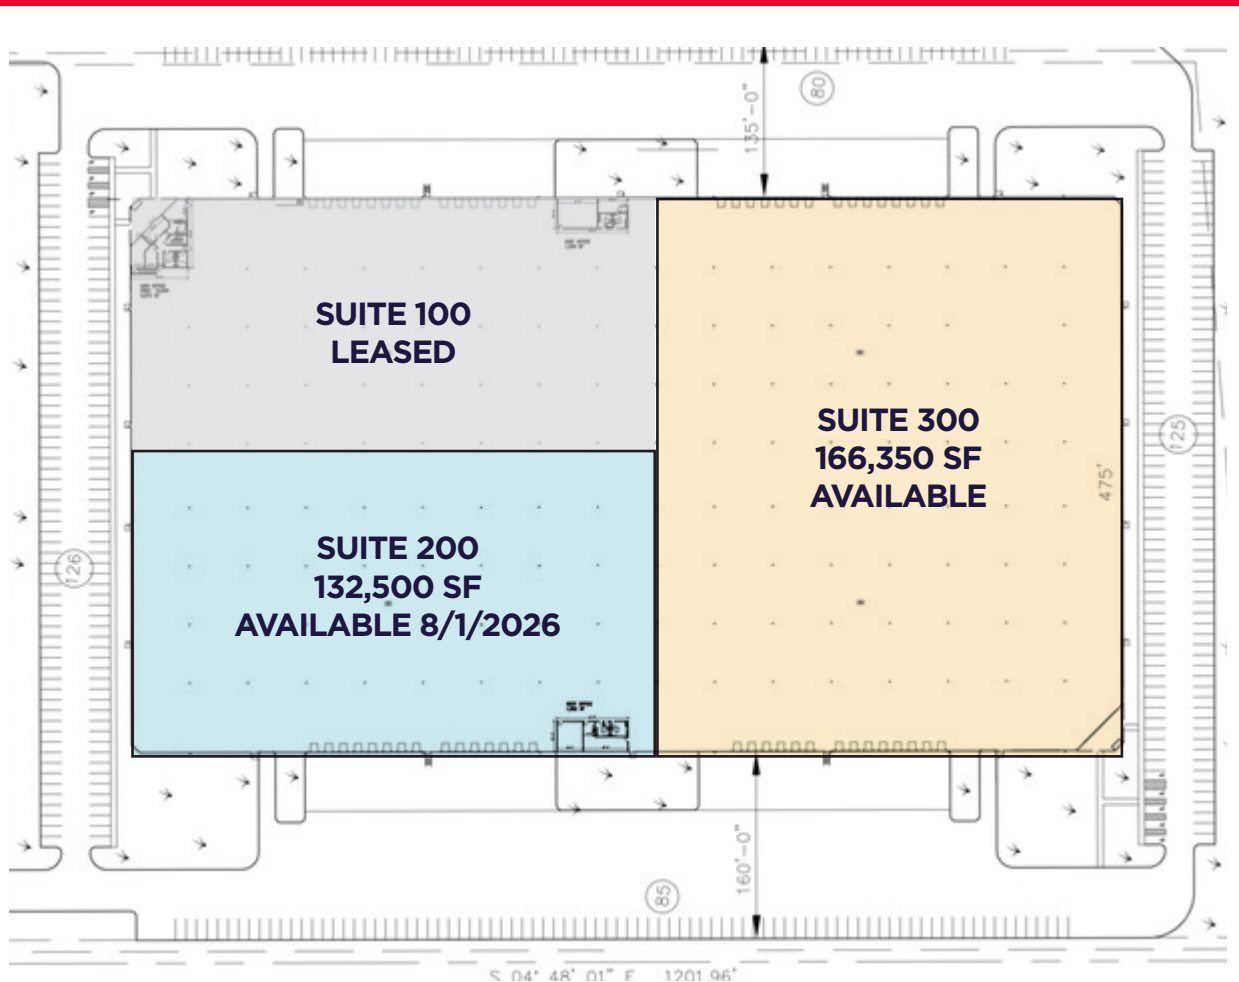 80
135'-0"
SUITE 100
LEASED
SUITE 300
166,350 SF
AVAILABLE
475'
125
126
SUITE 200
132,500 SF
AVAILABLE 8/1/2026
160'-0"
85
S 04° 48' 01" E 1201.96'